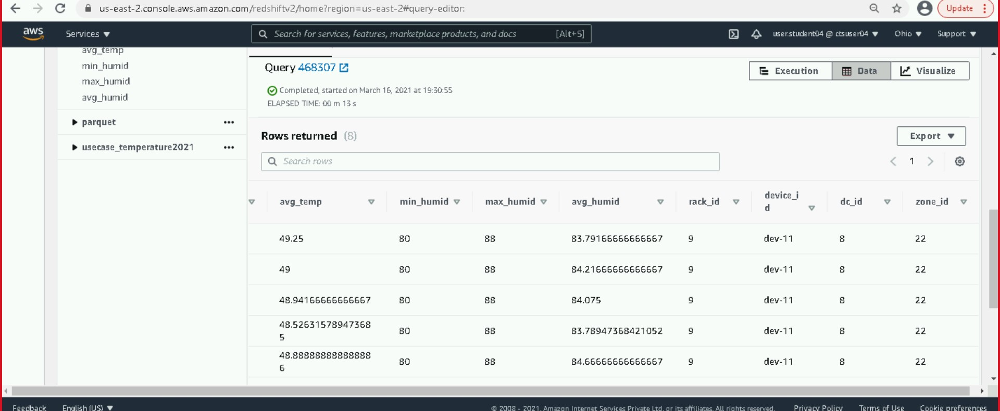 us-east-2.console.aws.amazon.com/redshiftv2/home?region=us-east-2#query-editor:
Update
aws
Services
Search for services, features, marketplace products, and docs
[Alt+S]
user.student04 @ ctsuser04
Ohio
Support
avg_temp
min_humid
max_humid
avg_humid
parquet
usecase_temperature2021
Query 468307
Execution
Data
Visualize
Completed, started on March 16, 2021 at 19:30:55
ELAPSED TIME: 00 m 13 s
Rows returned (8)
Export
Search rows
1
avg_temp min_humid max_humid avg_humid rack_id device_i dc_id zone_id
d
49.25 80 88 83.79166666666667 9 dev-11 8 22
49 80 88 84.21666666666667 9 dev-11 8 22
48.94166666666667 80 88 84.075 9 dev-11 8 22
48.52631578947368 80 88 83.78947368421052 9 dev-11 8 22
5
48.88888888888888 80 88 84.66666666666667 9 dev-11 8 22
6
Feedback
English (US)
© 2008 - 2021, Amazon Internet Services Private Ltd. or its affiliates. All rights reserved.
Privacy Policy
Terms of Use
Cookie preferences